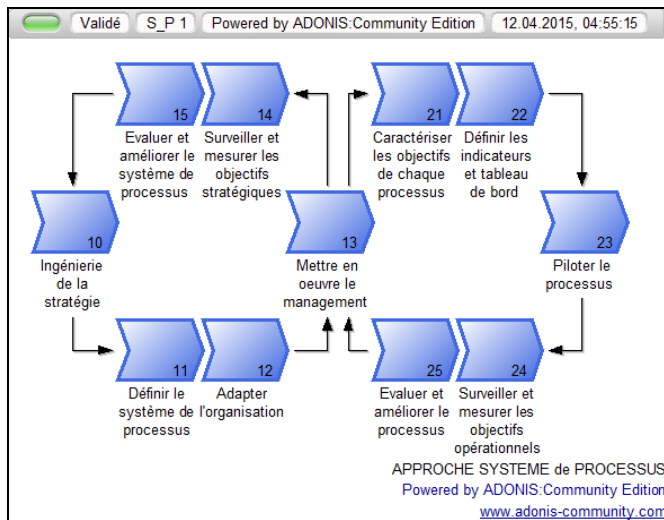 Validé S_P 1 Powered by ADONIS:Community Edition 12.04.2015, 04:55:15
15
Evaluer et
améliorer le
système de
processus
14
Surveiller et
mesurer les
objectifs
stratégiques
21
Caractériser
les objectifs
de chaque
processus
22
Définir les
indicateurs
et tableau
de bord
10
Ingénierie
de la
stratégie
13
Mettre en
oeuvre le
management
23
Piloter le
processus
11
Définir le
système de
processus
12
Adapter
l'organisation
25
Evaluer et
améliorer le
processus
24
Surveiller et
mesurer les
objectifs
opérationnels
APPROCHE SYSTEME de PROCESSUS
Powered by ADONIS:Community Edition
www.adonis-community.com